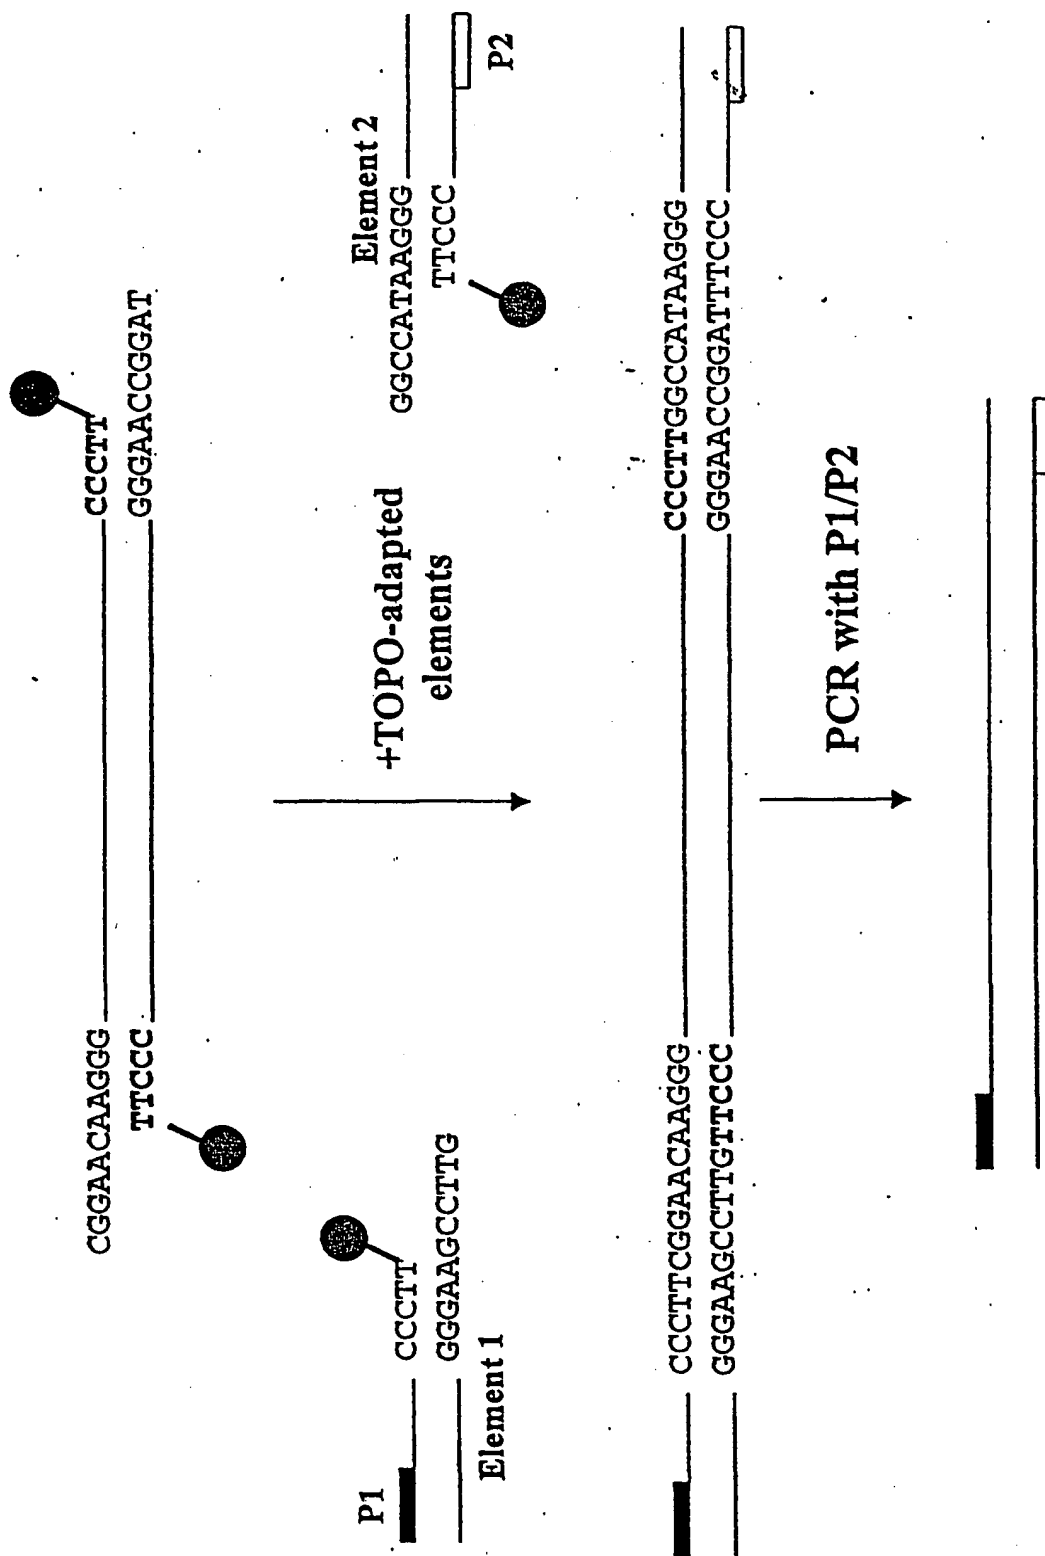 CGGAACAAGGG
CCCTT
TTCCC
GGGAACCGGAT
P1
CCCTT
GGGAAGCCTTG
Element 1
+TOPO-adapted
elements
Element 2
GGCCATAAGGG
TTCCC
P2
CCCTTCGGAACAAGGG
CCCTTGGCCATAAGGG
GGGAAGCCTTGTTCCC
GGGAACCGGATTTCCC
PCR with P1/P2